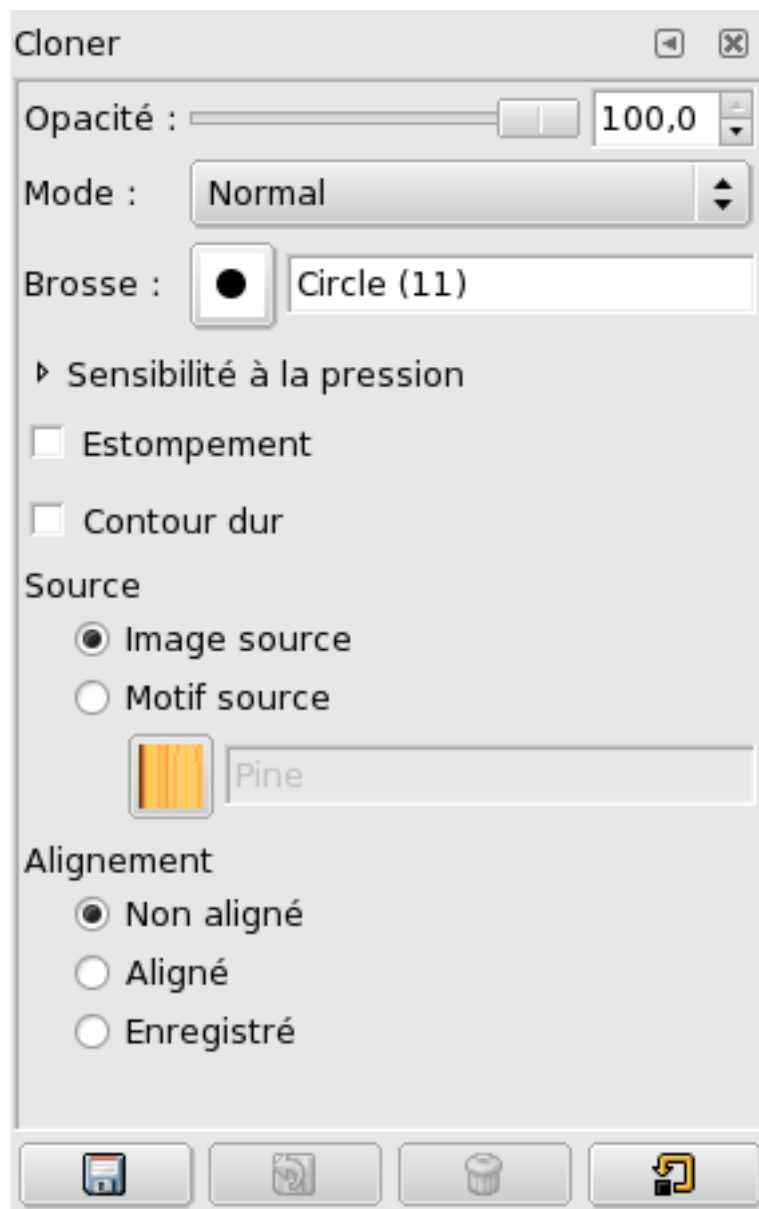 Cloner
Opacité : 100,0
Mode : Normal
Brosse : Circle (11)
Sensibilité à la pression
Estompement
Contour dur
Source
Image source
Motif source
Pine
Alignement
Non aligné
Aligné
Enregistré